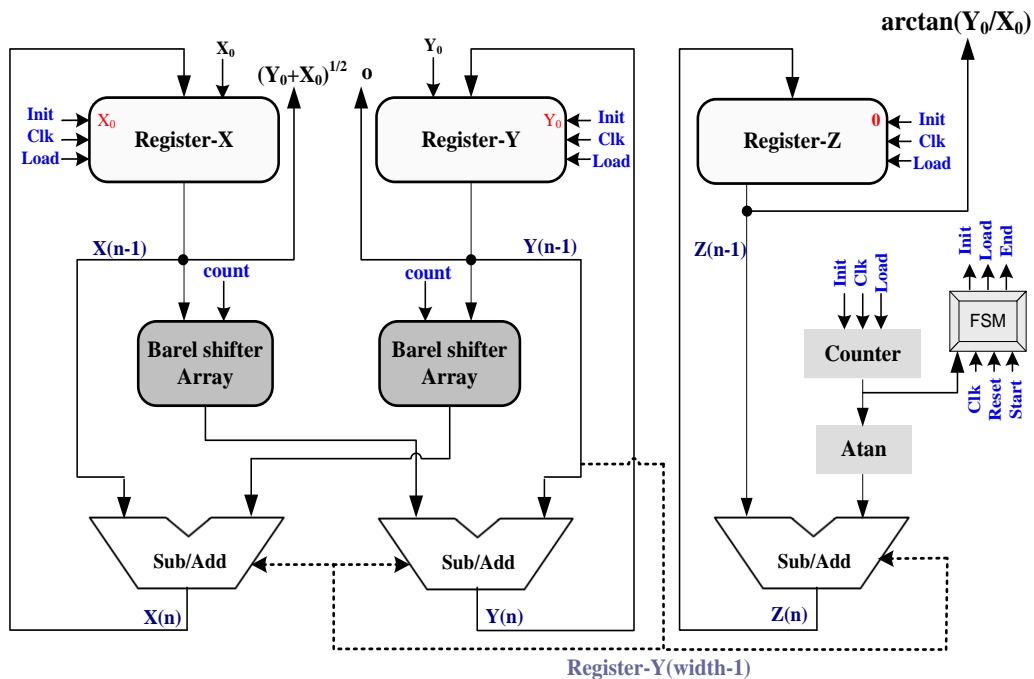 arctan(Y₀/X₀)
X₀
(Y₀+X₀)¹/²
o
Y₀
Init
Clk
Load
X₀
Register-X
Register-Y
Y₀
Init
Clk
Load
Register-Z
0
Init
Clk
Load
X(n-1)
count
count
Y(n-1)
Z(n-1)
Barel shifter
Array
Barel shifter
Array
Init
Clk
Load
Counter
Init
Load
End
FSM
Clk
Reset
Start
Atan
Sub/Add
Sub/Add
Sub/Add
X(n)
Y(n)
Z(n)
Register-Y(width-1)